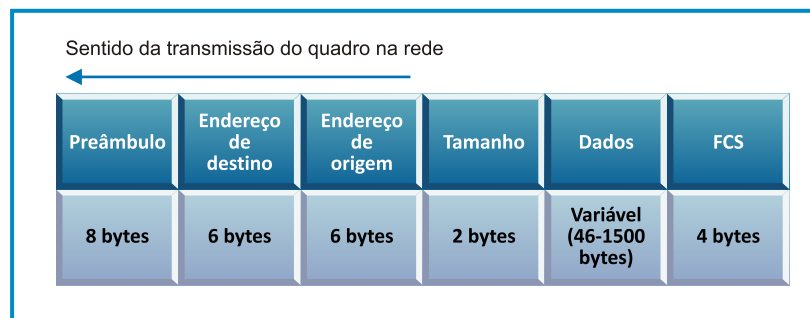 Sentido da transmissão do quadro na rede
Preâmbulo
Endereço
de
destino
Endereço
de
origem
Tamanho
Dados
FCS
8 bytes
6 bytes
6 bytes
2 bytes
Variável
(46-1500
bytes)
4 bytes